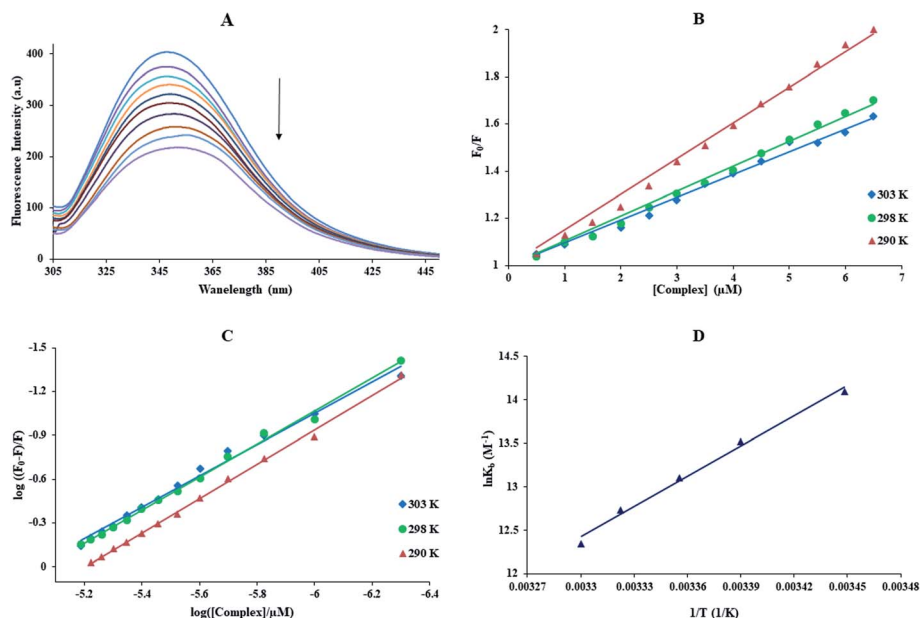 A
Fluorescence Intensity (a.u)
400
300
200
100
0
305 325 345 365 385 405 425 445
Wavelength (nm)
B
F₀/F
2
1.8
1.6
1.4
1.2
1
0 1 2 3 4 5 6 7
[Complex] (µM)
303 K
298 K
290 K
C
log ((F₀-F)/F)
-1.5
-1.2
-0.9
-0.6
-0.3
0
-5.2 -5.4 -5.6 -5.8 -6 -6.2 -6.4
log([Complex]/µM)
303 K
298 K
290 K
D
lnKb (M⁻¹)
14.5
14
13.5
13
12.5
12
0.00327 0.0033 0.00333 0.00336 0.00339 0.00342 0.00345 0.00348
1/T (1/K)